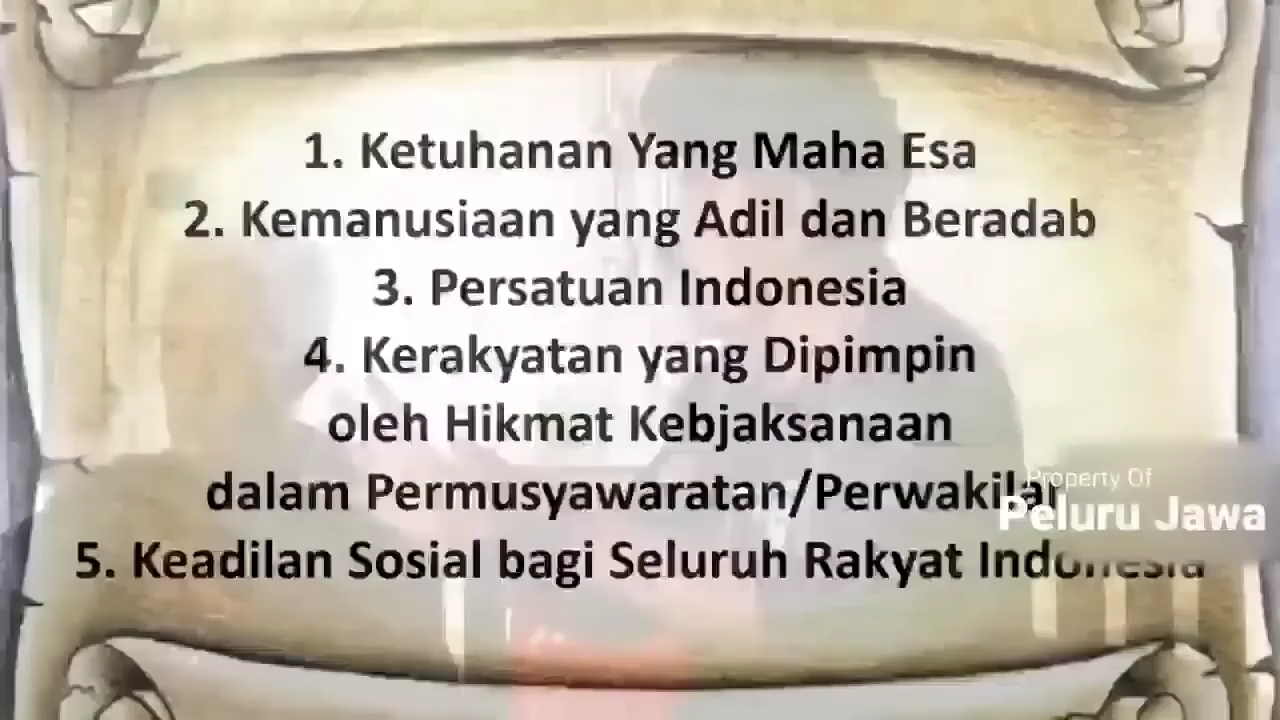 1. Ketuhanan Yang Maha Esa
2. Kemanusiaan yang Adil dan Beradab
3. Persatuan Indonesia
4. Kerakyatan yang Dipimpin
oleh Hikmat Kebjaksanaan
dalam Permusyawaratan/Perwakilan
5. Keadilan Sosial bagi Seluruh Rakyat Indonesia
Property Of
Peluru Jawa